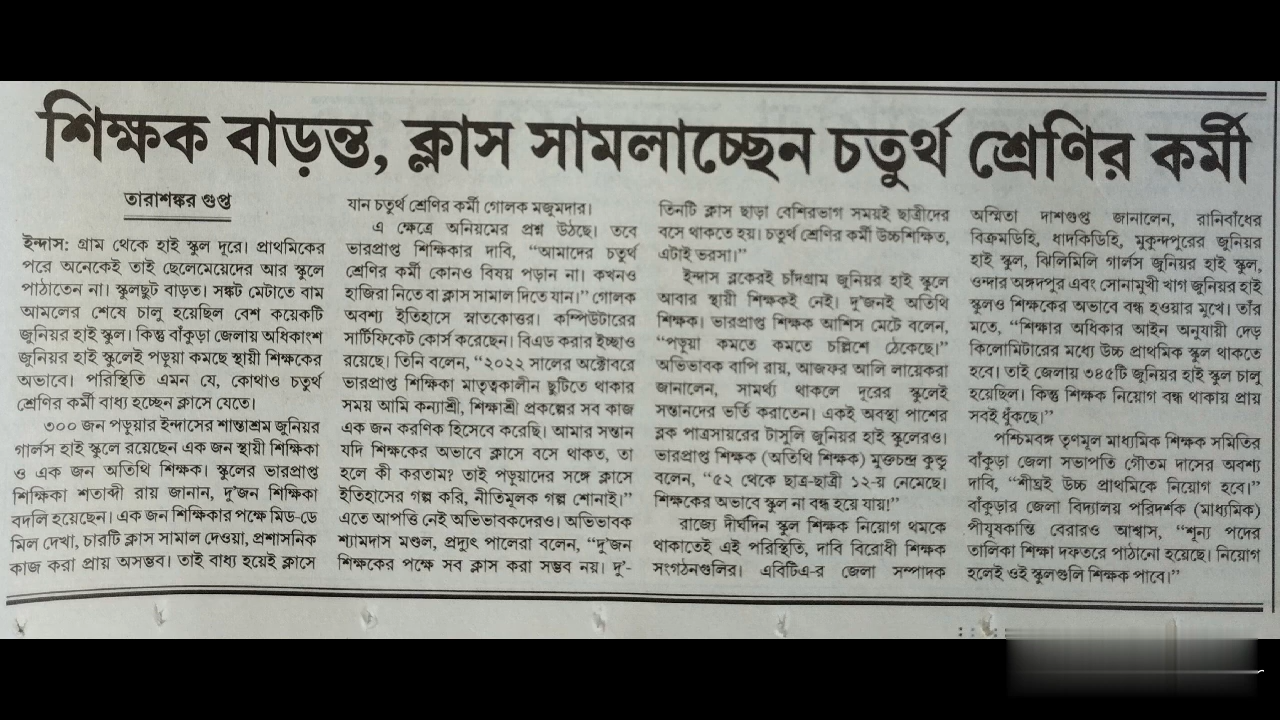 শিক্ষক বাড়ন্ত, ক্লাস সামলাচ্ছেন চতুর্থ শ্রেণির কর্মী
তারাশঙ্কর গুপ্ত
ইন্দাস: গ্রাম থেকে হাই স্কুল দূরে। প্রাথমিকের
পরে অনেকেই তাই ছেলেমেয়েদের আর স্কুলে
পাঠাতেন না। স্কুলছুট বাড়ত। সঙ্কট মেটাতে বাম
আমলের শেষে চালু হয়েছিল বেশ কয়েকটি
জুনিয়র হাই স্কুল। কিন্তু বাঁকুড়া জেলায় অধিকাংশ
জুনিয়র হাই স্কুলেই পড়ুয়া কমছে স্থায়ী শিক্ষকের
অভাবে। পরিস্থিতি এমন যে, কোথাও চতুর্থ
শ্রেণির কর্মী বাধ্য হচ্ছেন ক্লাসে যেতে।
৩০০ জন পড়ুয়ার ইন্দাসের শান্তাশ্রম জুনিয়র
গার্লস হাই স্কুলে রয়েছেন এক জন স্থায়ী শিক্ষিকা
ও এক জন অতিথি শিক্ষক। স্কুলের ভারপ্রাপ্ত
শিক্ষিকা শতাব্দী রায় জানান, দু’জন শিক্ষিকা
বদলি হয়েছেন। এক জন শিক্ষিকার পক্ষে মিড-ডে
মিল দেখা, চারটি ক্লাস সামাল দেওয়া, প্রশাসনিক
কাজ করা প্রায় অসম্ভব। তাই বাধ্য হয়েই ক্লাসে
যান চতুর্থ শ্রেণির কর্মী গোলক মজুমদার।
এ ক্ষেত্রে অনিয়মের প্রশ্ন উঠছে। তবে
ভারপ্রাপ্ত শিক্ষিকার দাবি, “আমাদের চতুর্থ
শ্রেণির কর্মী কোনও বিষয় পড়ান না। কখনও
হাজিরা নিতে বা ক্লাস সামাল দিতে যান।” গোলক
অবশ্য ইতিহাসে স্নাতকোত্তর। কম্পিউটারের
সার্টিফিকেট কোর্স করেছেন। বিএড করার ইচ্ছাও
রয়েছে। তিনি বলেন, “২০২২ সালের অক্টোবরে
ভারপ্রাপ্ত শিক্ষিকা মাতৃত্বকালীন ছুটিতে থাকার
সময় আমি কন্যাশ্রী, শিক্ষাশ্রী প্রকল্পের সব কাজ
এক জন করণিক হিসেবে করেছি। আমার সন্তান
যদি শিক্ষকের অভাবে ক্লাসে বসে থাকত, তা
হলে কী করতাম? তাই পড়ুয়াদের সঙ্গে ক্লাসে
ইতিহাসের গল্প করি, নীতিমূলক গল্প শোনাই।”
এতে আপত্তি নেই অভিভাবকদেরও। অভিভাবক
শ্যামদাস মণ্ডল, প্রদ্যুৎ পালেরা বলেন, “দু’জন
শিক্ষকের পক্ষে সব ক্লাস করা সম্ভব নয়। দু’-
তিনটি ক্লাস ছাড়া বেশিরভাগ সময়ই ছাত্রীদের
বসে থাকতে হয়। চতুর্থ শ্রেণির কর্মী উচ্চশিক্ষিত,
এটাই ভরসা।”
ইন্দাস ব্লকেরই চাঁদগ্রাম জুনিয়র হাই স্কুলে
আবার স্থায়ী শিক্ষকই নেই। দু’জনই অতিথি
শিক্ষক। ভারপ্রাপ্ত শিক্ষক আশিস মেটে বলেন,
“পড়ুয়া কমতে কমতে চল্লিশে ঠেকেছে।”
অভিভাবক বাপি রায়, আজফর আলি লায়েকরা
জানালেন, সামর্থ্য থাকলে দূরের স্কুলেই
সন্তানদের ভর্তি করাতেন। একই অবস্থা পাশের
ব্লক পাত্রসায়রের টাসুলি জুনিয়র হাই স্কুলেরও।
ভারপ্রাপ্ত শিক্ষক (অতিথি শিক্ষক) মুক্তচন্দ্র কুন্ডু
বলেন, “৫২ থেকে ছাত্র-ছাত্রী ১২-য় নেমেছে।
শিক্ষকের অভাবে স্কুল না বন্ধ হয়ে যায়!”
রাজ্যে দীর্ঘদিন স্কুল শিক্ষক নিয়োগ থমকে
থাকাতেই এই পরিস্থিতি, দাবি বিরোধী শিক্ষক
সংগঠনগুলির। এবিটিএ-র জেলা সম্পাদক
অস্মিতা দাশগুপ্ত জানালেন, রানিবাঁধের
বিক্রমডিহি, ধাদকিডিহি, মুকুন্দপুরের জুনিয়র
হাই স্কুল, ঝিলিমিলি গার্লস জুনিয়র হাই স্কুল,
ওন্দার অঙ্গদপুর এবং সোনামুখী খাগ জুনিয়র হাই
স্কুলও শিক্ষকের অভাবে বন্ধ হওয়ার মুখে। তাঁর
মতে, “শিক্ষার অধিকার আইন অনুযায়ী দেড়
কিলোমিটারের মধ্যে উচ্চ প্রাথমিক স্কুল থাকতে
হবে। তাই জেলায় ৩৪৫টি জুনিয়র হাই স্কুল চালু
হয়েছিল। কিন্তু শিক্ষক নিয়োগ বন্ধ থাকায় প্রায়
সবই ধুঁকছে।”
পশ্চিমবঙ্গ তৃণমূল মাধ্যমিক শিক্ষক সমিতির
বাঁকুড়া জেলা সভাপতি গৌতম দাসের অবশ্য
দাবি, “শীঘ্রই উচ্চ প্রাথমিকে নিয়োগ হবে।”
বাঁকুড়ার জেলা বিদ্যালয় পরিদর্শক (মাধ্যমিক)
পীযূষকান্তি বেরারও আশ্বাস, “শূন্য পদের
তালিকা শিক্ষা দফতরে পাঠানো হয়েছে। নিয়োগ
হলেই ওই স্কুলগুলি শিক্ষক পাবে।”